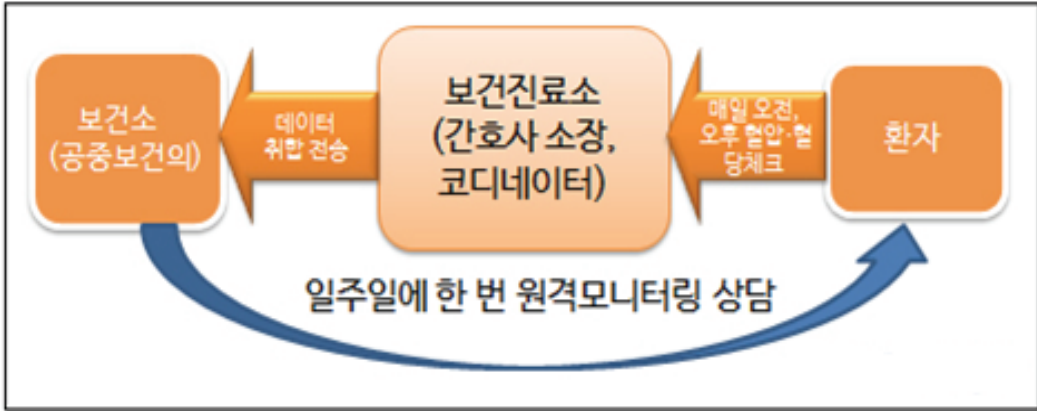 보건소
(공중보건의)
데이터
취합 전송
보건진료소
(간호사 소장,
코디네이터)
매일 오전,
오후 혈압·혈
당체크
환자
일주일에 한 번 원격모니터링 상담